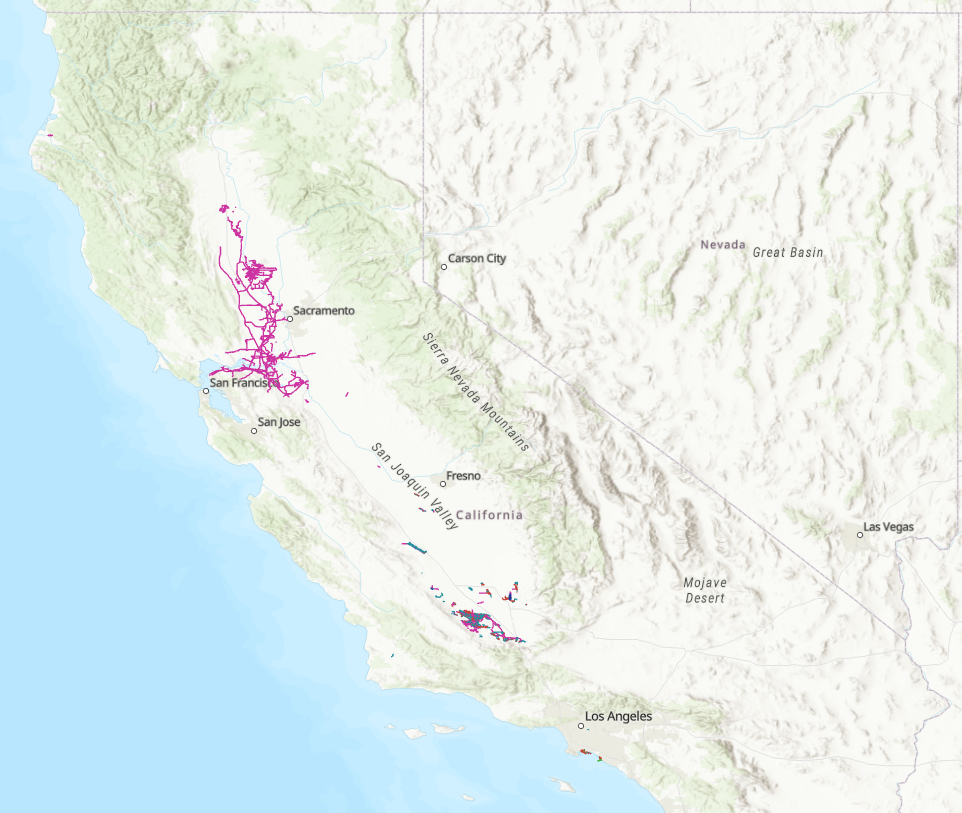 Nevada
Great Basin
Carson City
Sacramento
Sierra Nevada Mountains
San Francisco
San Jose
San Joaquin Valley
Fresno
California
Las Vegas
Mojave
Desert
Los Angeles